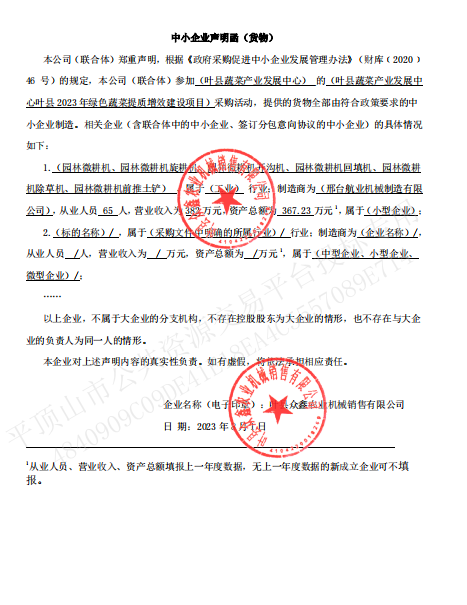 中小企业声明函（货物）
本公司（联合体）郑重声明，根据《政府采购促进中小企业发展管理办法》（财库﹝2020﹞
46 号）的规定，本公司（联合体）参加（叶县蔬菜产业发展中心） 的（叶县蔬菜产业发展中
心叶县 2023年绿色蔬菜提质增效建设项目）采购活动，提供的货物全部由符合政策要求的中
小企业制造。相关企业（含联合体中的中小企业、签订分包意向协议的中小企业）的具体情况
如下：
1.（园林微耕机、园林微耕机旋耕机、园林微耕机开沟机、园林微耕机回填机、园林微耕
机除草机、园林微耕机前推土铲） ，属于（工业） 行业；制造商为（邢台航业机械制造有限
公司），从业人员 65 人，营业收入为 382 万元，资产总额为 367.23 万元¹，属于（小型企业）；
2.（标的名称）/ ，属于（采购文件中明确的所属行业）/ 行业；制造商为（企业名称）/，
从业人员 /人，营业收入为 / 万元，资产总额为 /万元¹，属于（中型企业、小型企业、
微型企业）/；
……
以上企业，不属于大企业的分支机构，不存在控股股东为大企业的情形，也不存在与大企
业的负责人为同一人的情形。
本企业对上述声明内容的真实性负责。如有虚假，将依法承担相应责任。
企业名称（电子印章）：叶县众鑫农业机械销售有限公司
日 期：2023 年 月 日
¹从业人员、营业收入、资产总额填报上一年度数据，无上一年度数据的新成立企业可不填
报。